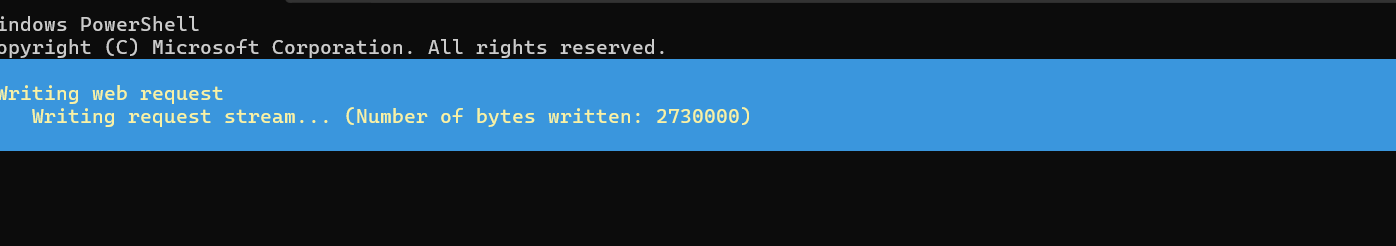 indows PowerShell
opyright (C) Microsoft Corporation. All rights reserved.
Writing web request
Writing request stream... (Number of bytes written: 2730000)